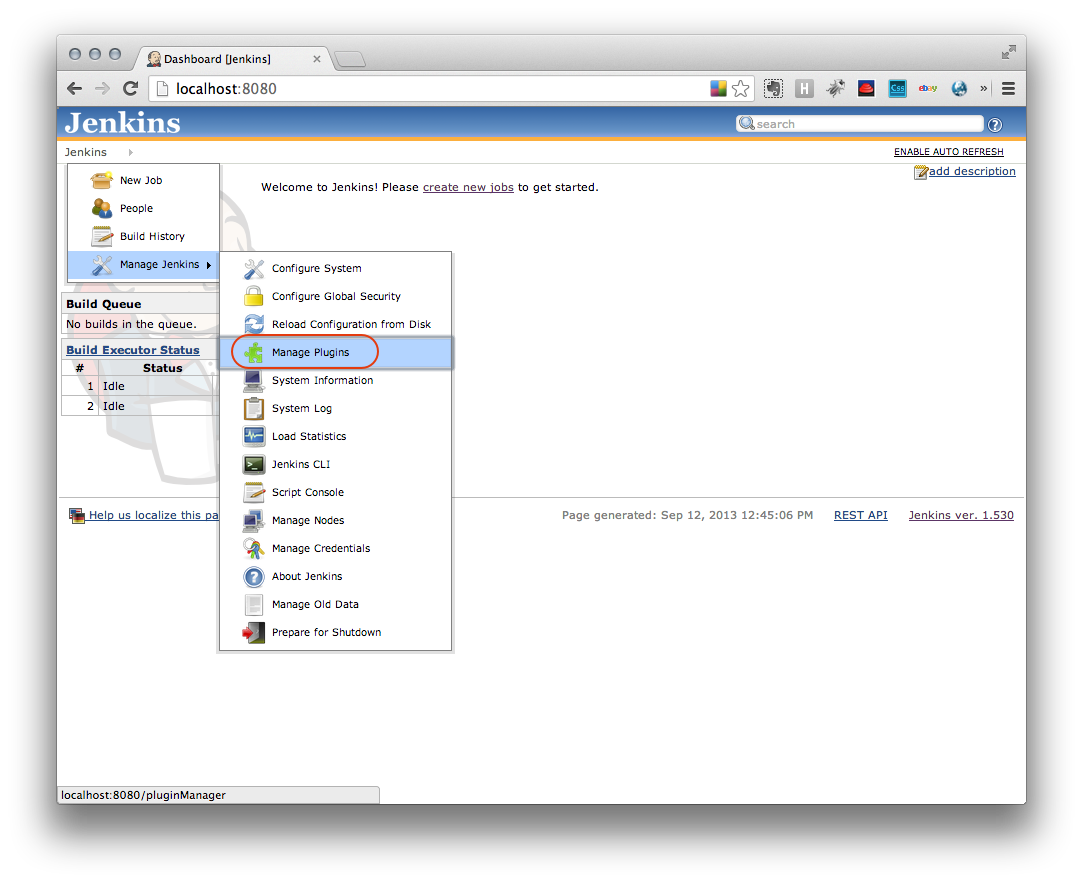 Dashboard [Jenkins]
localhost:8080
H
Css
ebay
»
Jenkins
search
Jenkins
ENABLE AUTO REFRESH
add description
New Job
People
Build History
Manage Jenkins
Welcome to Jenkins! Please create new jobs to get started.
Configure System
Configure Global Security
Reload Configuration from Disk
Manage Plugins
System Information
System Log
Load Statistics
Jenkins CLI
Script Console
Manage Nodes
Manage Credentials
About Jenkins
Manage Old Data
Prepare for Shutdown
Build Queue
No builds in the queue.
Build Executor Status
# Status
1 Idle
2 Idle
Help us localize this pa
Page generated: Sep 12, 2013 12:45:06 PM REST API Jenkins ver. 1.530
localhost:8080/pluginManager